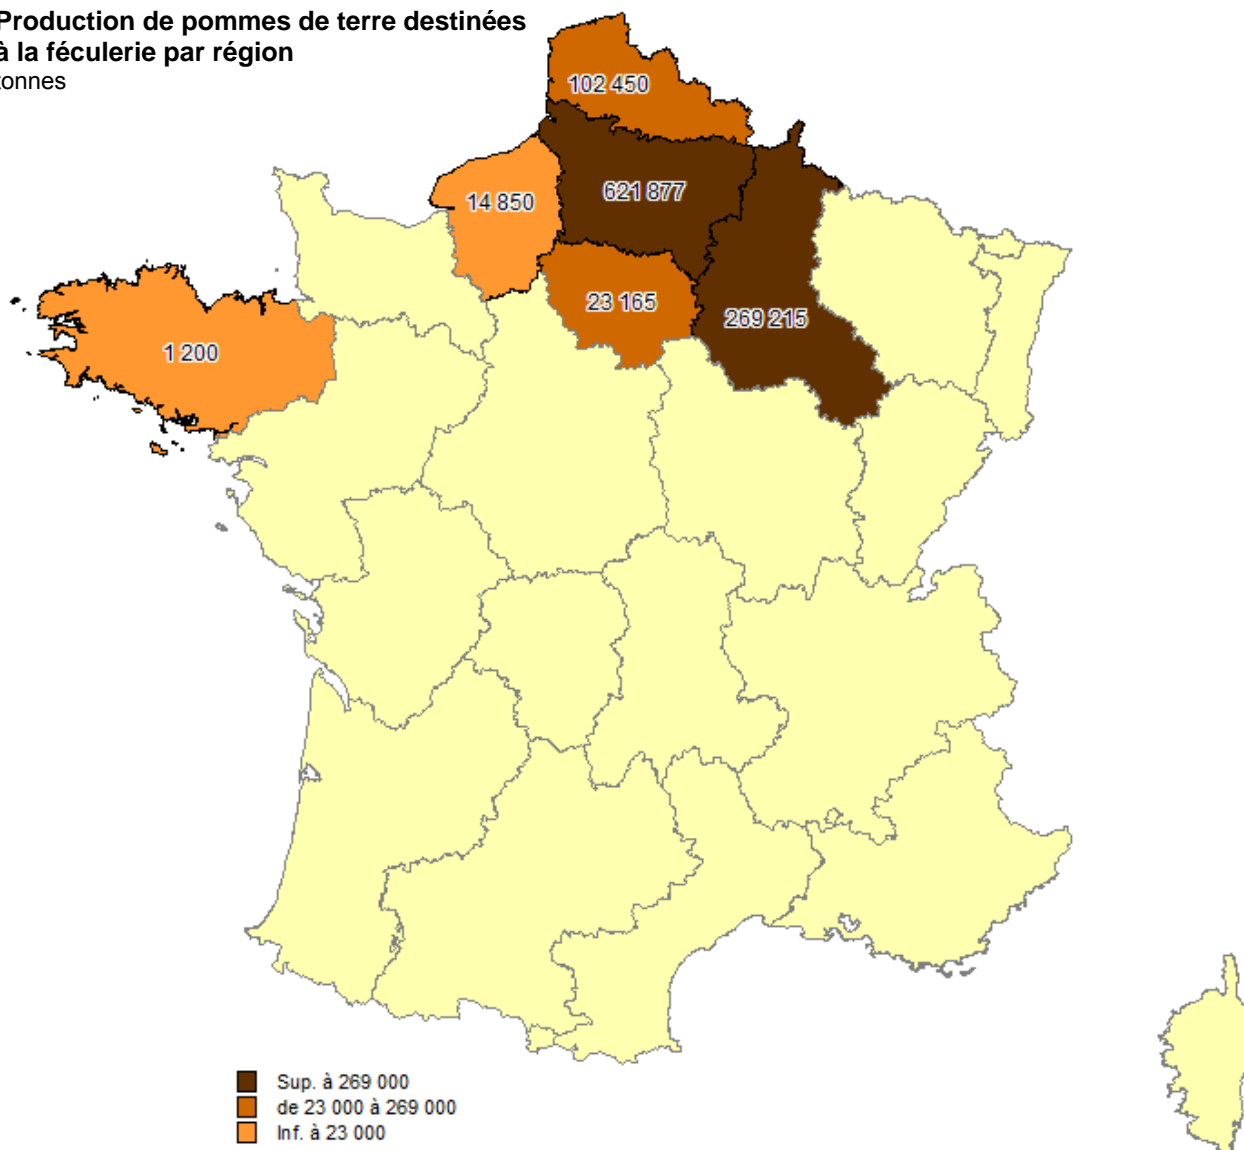 Production de pommes de terre destinées
à la féculerie par région
tonnes
102 450
621 877
14 850
23 165
269 215
1 200
Sup. à 269 000
de 23 000 à 269 000
Inf. à 23 000